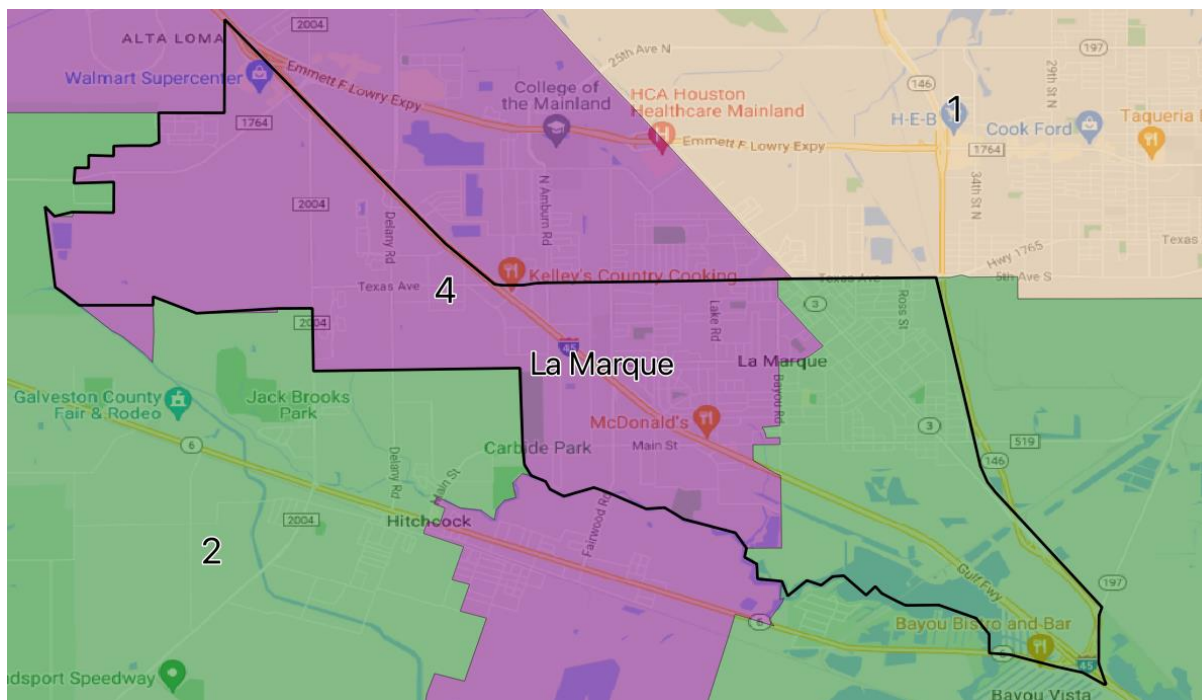 2004
197
ALTA LOMA
25th Ave N
Walmart Supercenter
Emmett F Lowry Expy
College of
the Mainland
HCA Houston
Healthcare Mainland
146
29th St N
1
H-E-B
Cook Ford
Taqueria
1764
Emmett F Lowry Expy
1764
34th St N
N Amburn Rd
2004
Delany Rd
Hwy 1765
Texas
Kelley's Country Cooking
Texas Ave
5th Ave S
Texas Ave
4
3
Ross St
Lake Rd
2004
45
La Marque
La Marque
Galveston County
Fair & Rodeo
Jack Brooks
Park
Bayou Rd
McDonald's
3
6
Carbide Park
Main St
519
146
Delany Rd
Main St
2004
Hitchcock
Fairwood Rd
2
Gulf Fwy
197
6
Bayou Bistro and Bar
6
45
ndsport Speedway
Bayou Vista